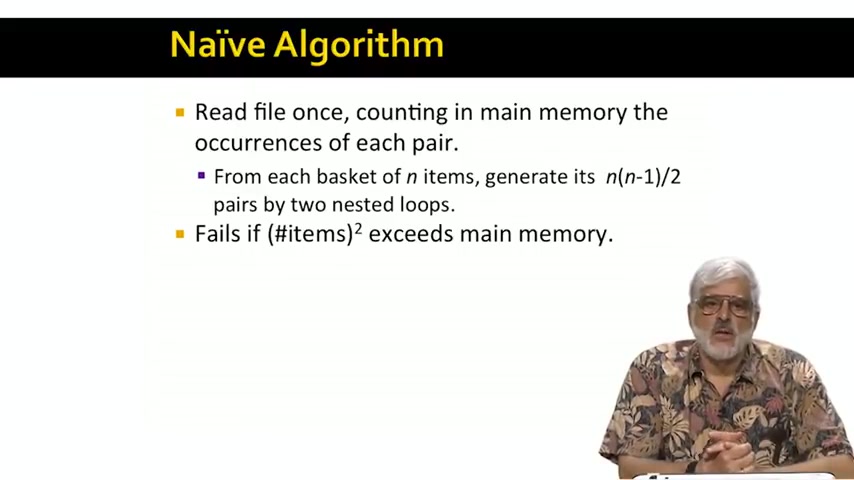 Naïve Algorithm
Read file once, counting in main memory the
occurrences of each pair.
From each basket of n items, generate its n(n-1)/2
pairs by two nested loops.
Fails if (#items)² exceeds main memory.